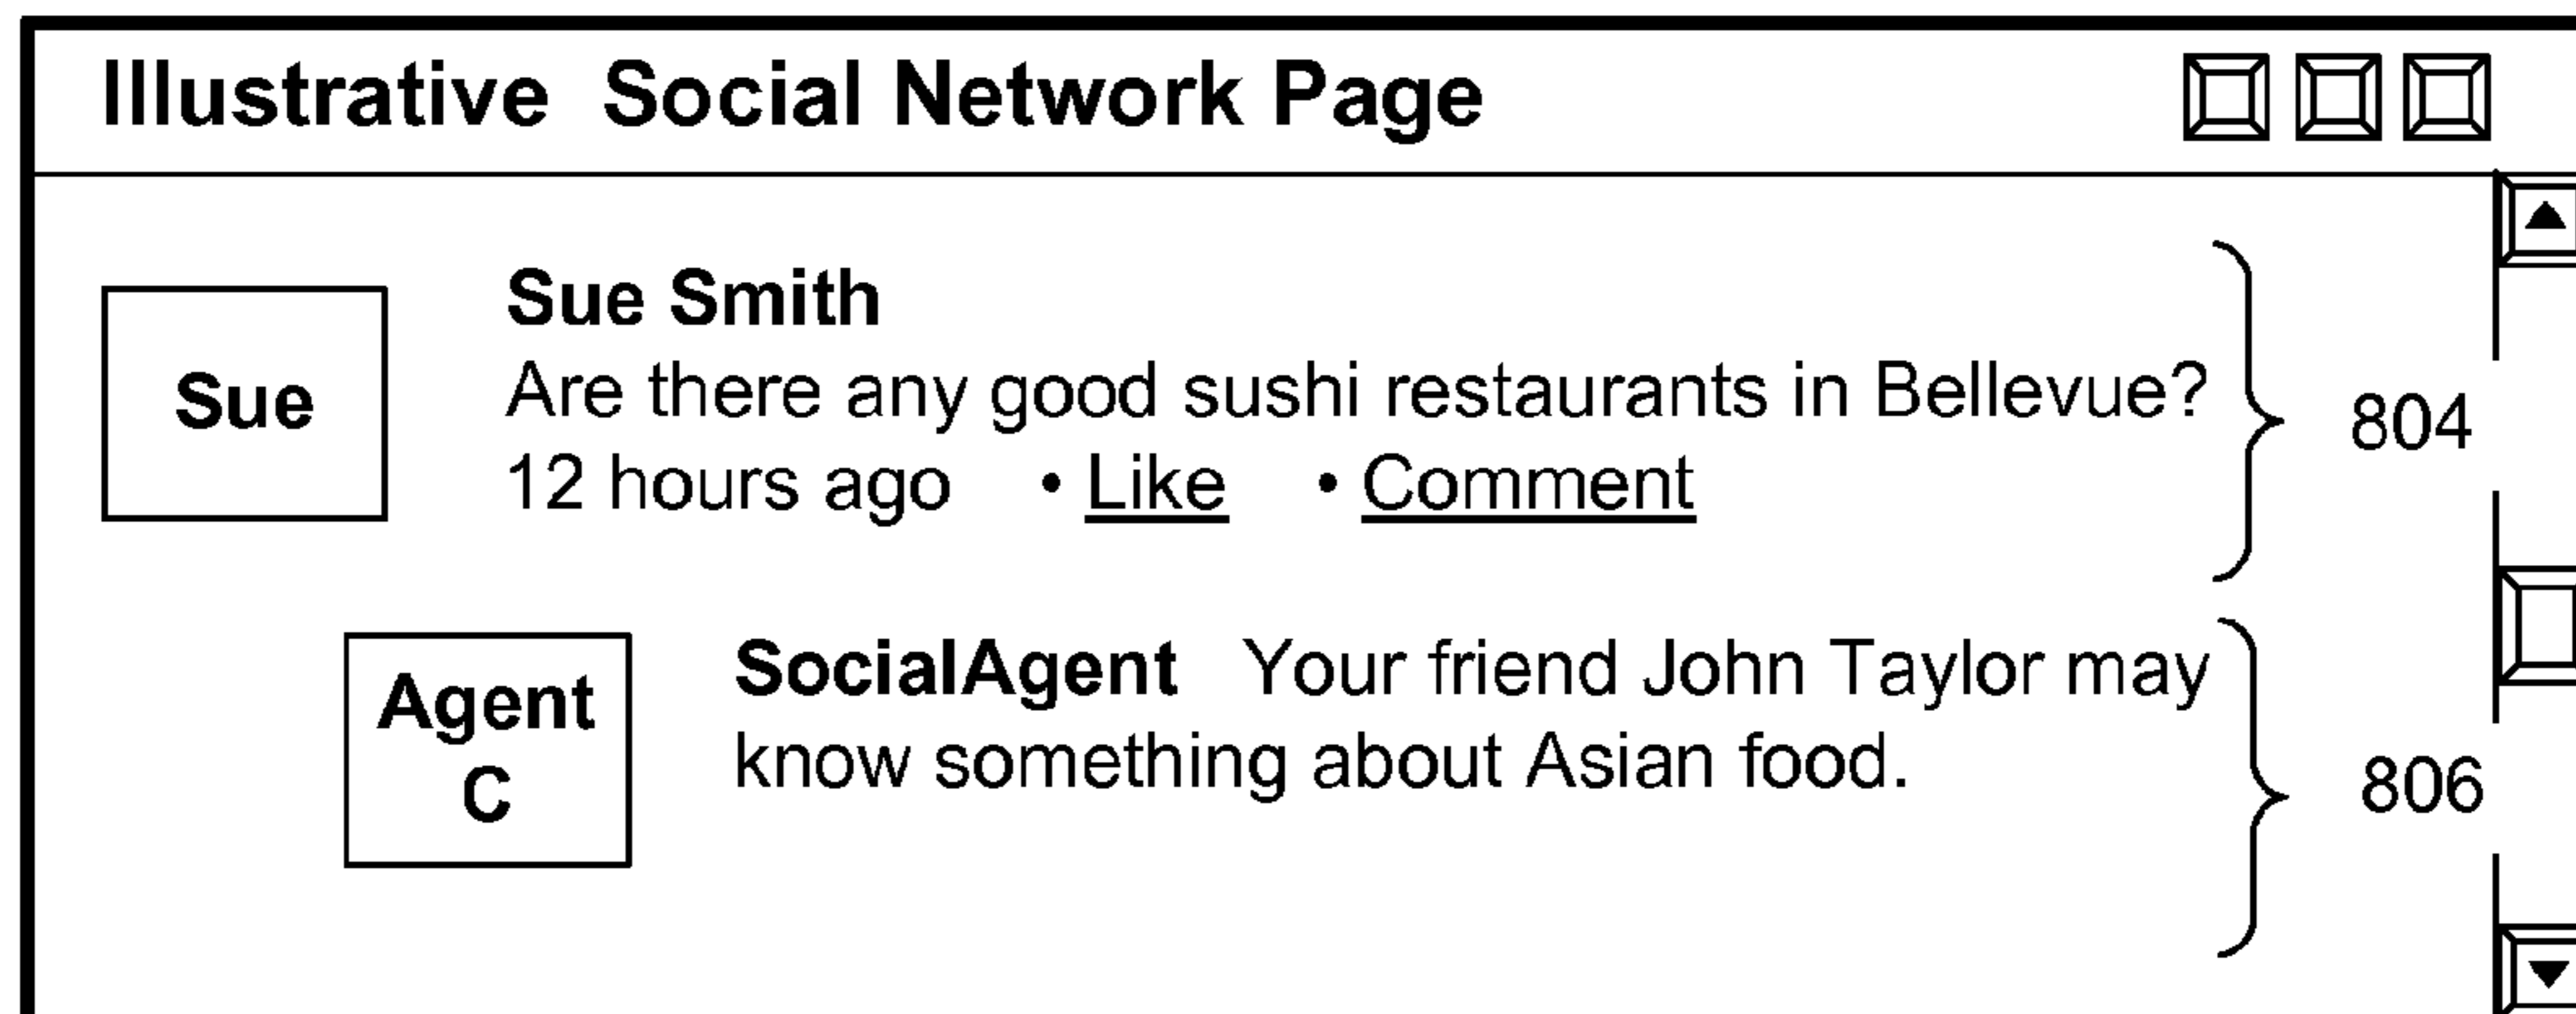 Illustrative Social Network Page
Sue
Sue Smith
Are there any good sushi restaurants in Bellevue?
12 hours ago • Like • Comment
804
Agent
C
SocialAgent Your friend John Taylor may
know something about Asian food.
806